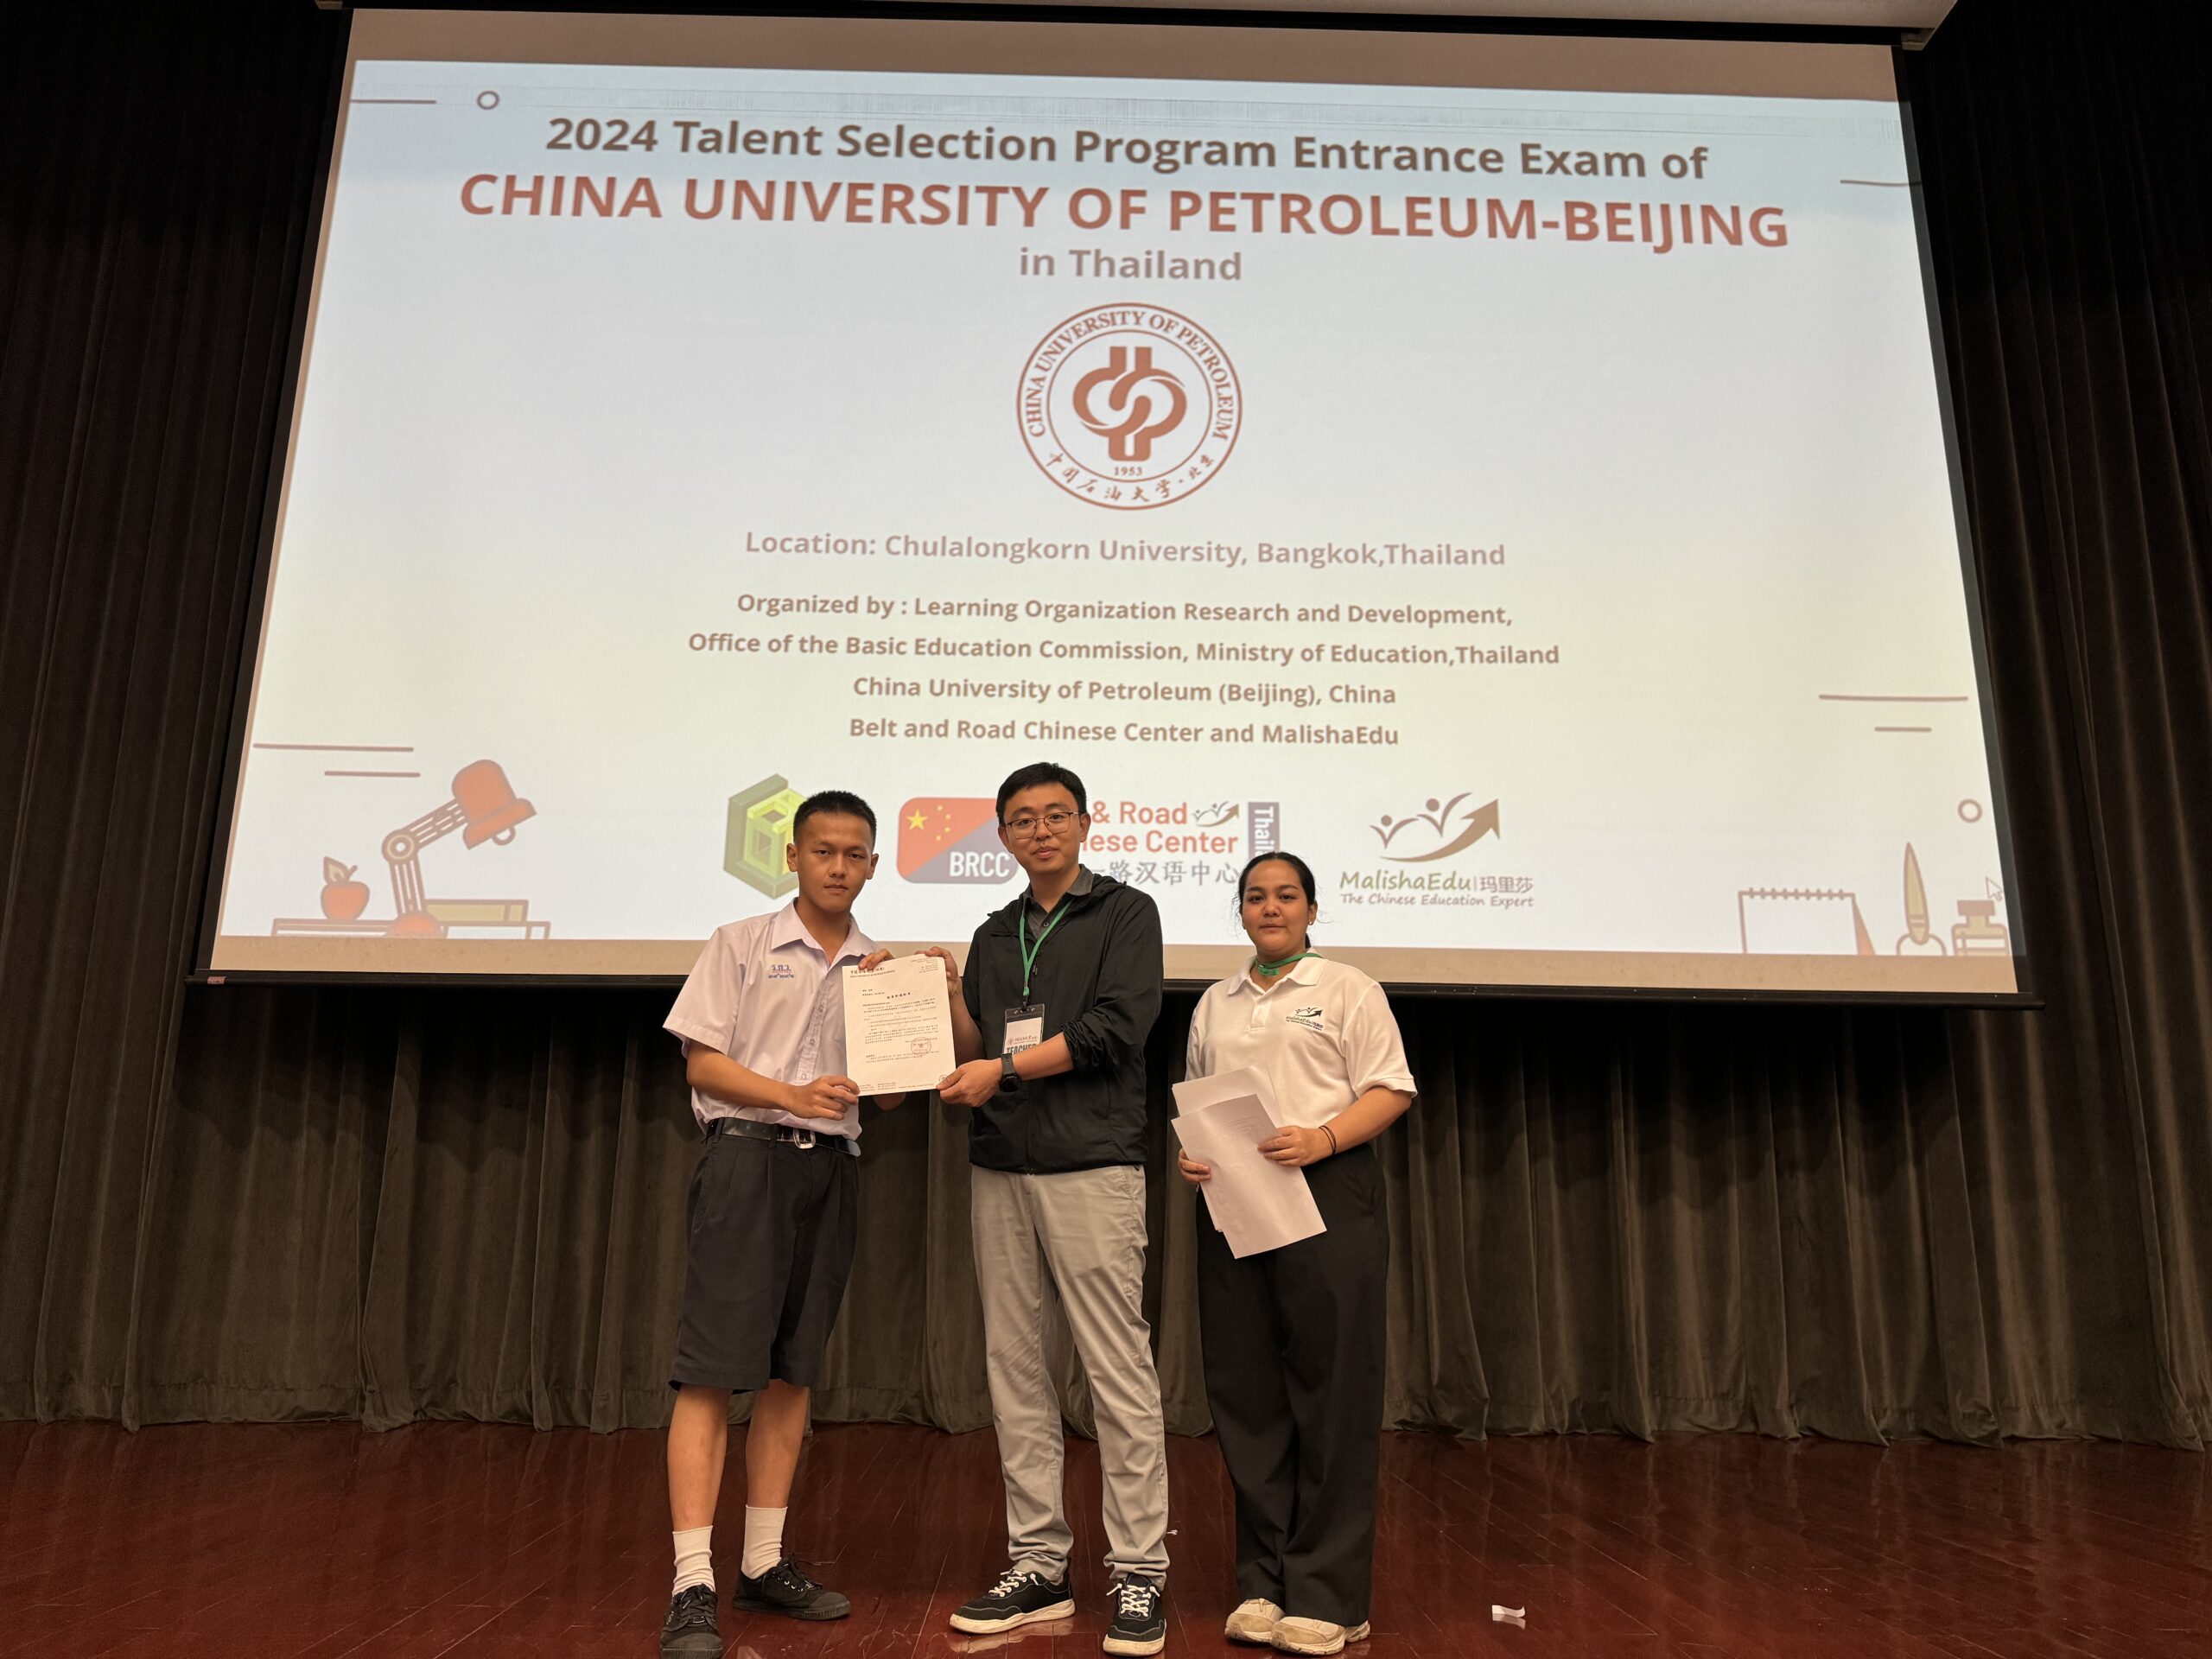 2024 Talent Selection Program Entrance Exam of
CHINA UNIVERSITY OF PETROLEUM-BEIJING
in Thailand
CHINA UNIVERSITY OF PETROLEUM
1953
中国石油大学·北京
Location: Chulalongkorn University, Bangkok,Thailand
Organized by : Learning Organization Research and Development,
Office of the Basic Education Commission, Ministry of Education,Thailand
China University of Petroleum (Beijing), China
Belt and Road Chinese Center and MalishaEdu
BRCC
& Road
Center
路汉语中心
MalishaEdu|玛里莎
The Chinese Education Expert
TEACHER
MalishaEdu